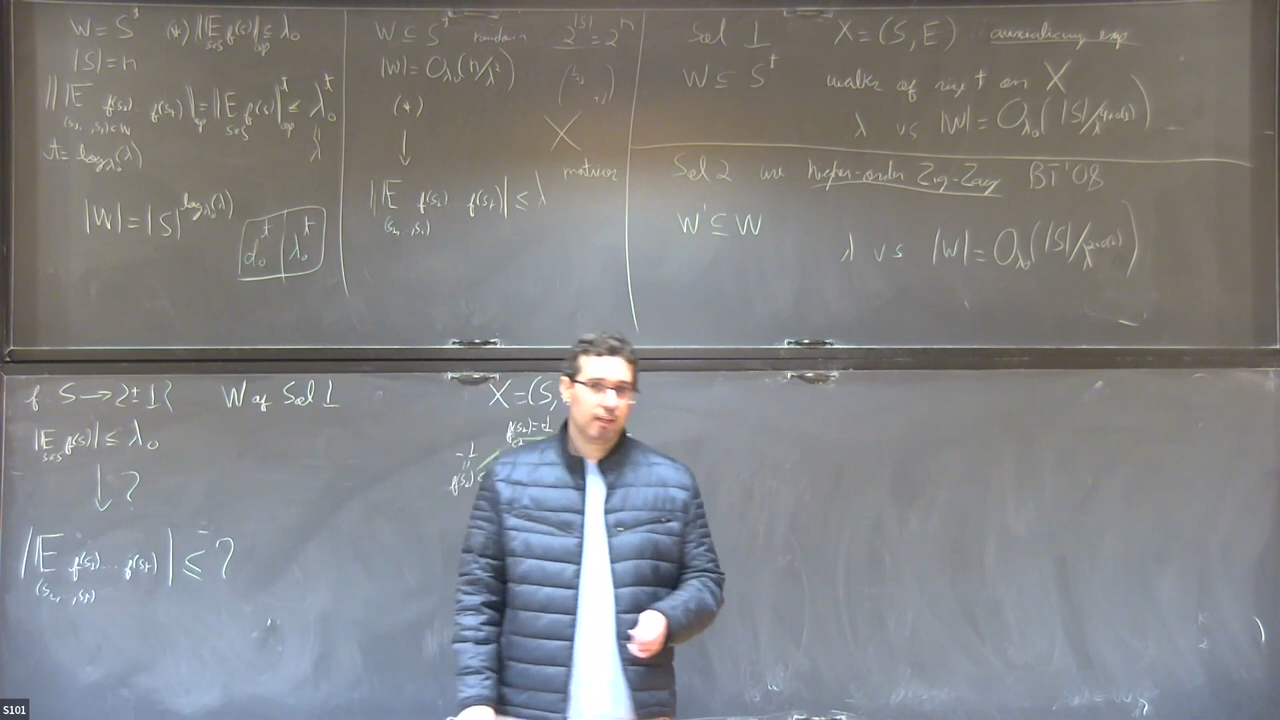 W = S^t (*) ‖E_{s∈S} f(s)‖_op ≤ λ_0
|S| = n
‖E_{(s_1,…,s_t)∈W} f(s_1) … f(s_t)‖_op = ‖E_{s∈S} f(s)‖^t_op ≤ λ_0^t
t = log_{λ_0}(λ)
|W| = |S|^{log_{λ_0}(λ)}
d_0^t | λ_0^t
W ⊆ S^t random 2^{|S|} = 2^n
|W| = O_{λ_0}(n/λ^2)
(*)
↓
X
matrices
|E_{(s_1,…,s_t)} f(s_1) f(s_t)| ≤ λ
Sol 1 X = (S, E) auxiliary exp
W ⊆ S^t walks of size t on X
λ vs |W| = O_{λ_0}(|S|/λ^{4+o(1)})
Sol 2 use higher-order Zig-Zag BT'08
W' ⊆ W
λ vs |W| = O_{λ_0}(|S|/λ^{2+o(1)})
f: S → {±1} W of Sol 1
|E_{s∈S} f(s)| ≤ λ_0
↓ ?
|E_{(s_1,…,s_t)} f(s_1)…f(s_t)| ≤ ?
X = (S,
-1
S101